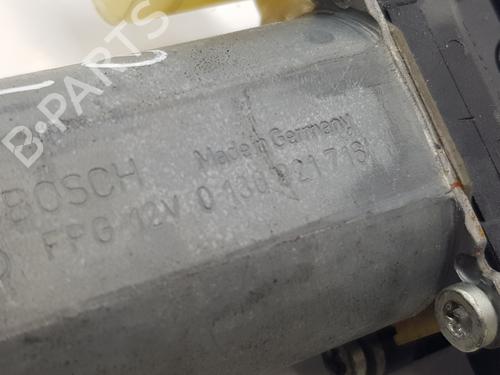 B·PARTS
Made in Germany
BOSCH
FPG 12V 0 130 821 716